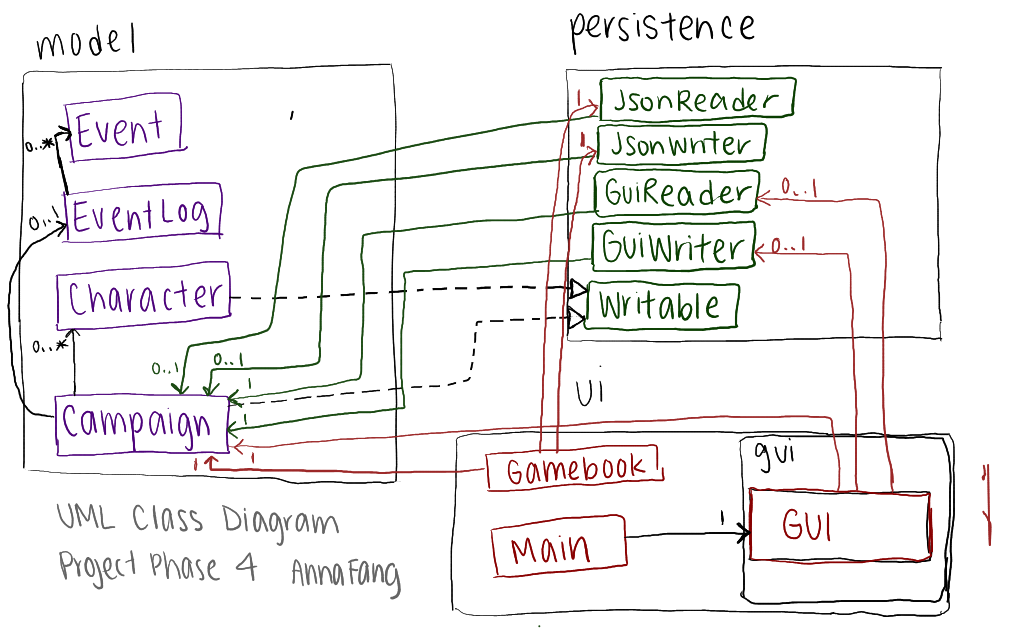 model
persistence
Event
0..*
EventLog
0..1
Character
0..*
Campaign
0..1
0..1
1
1
1
1
JsonReader
1
JsonWriter
1
GuiReader
0..1
GuiWriter
0..1
Writable
ui
Gamebook
Main
1
gui
GUI
UML Class Diagram
Project Phase 4 AnnaFang